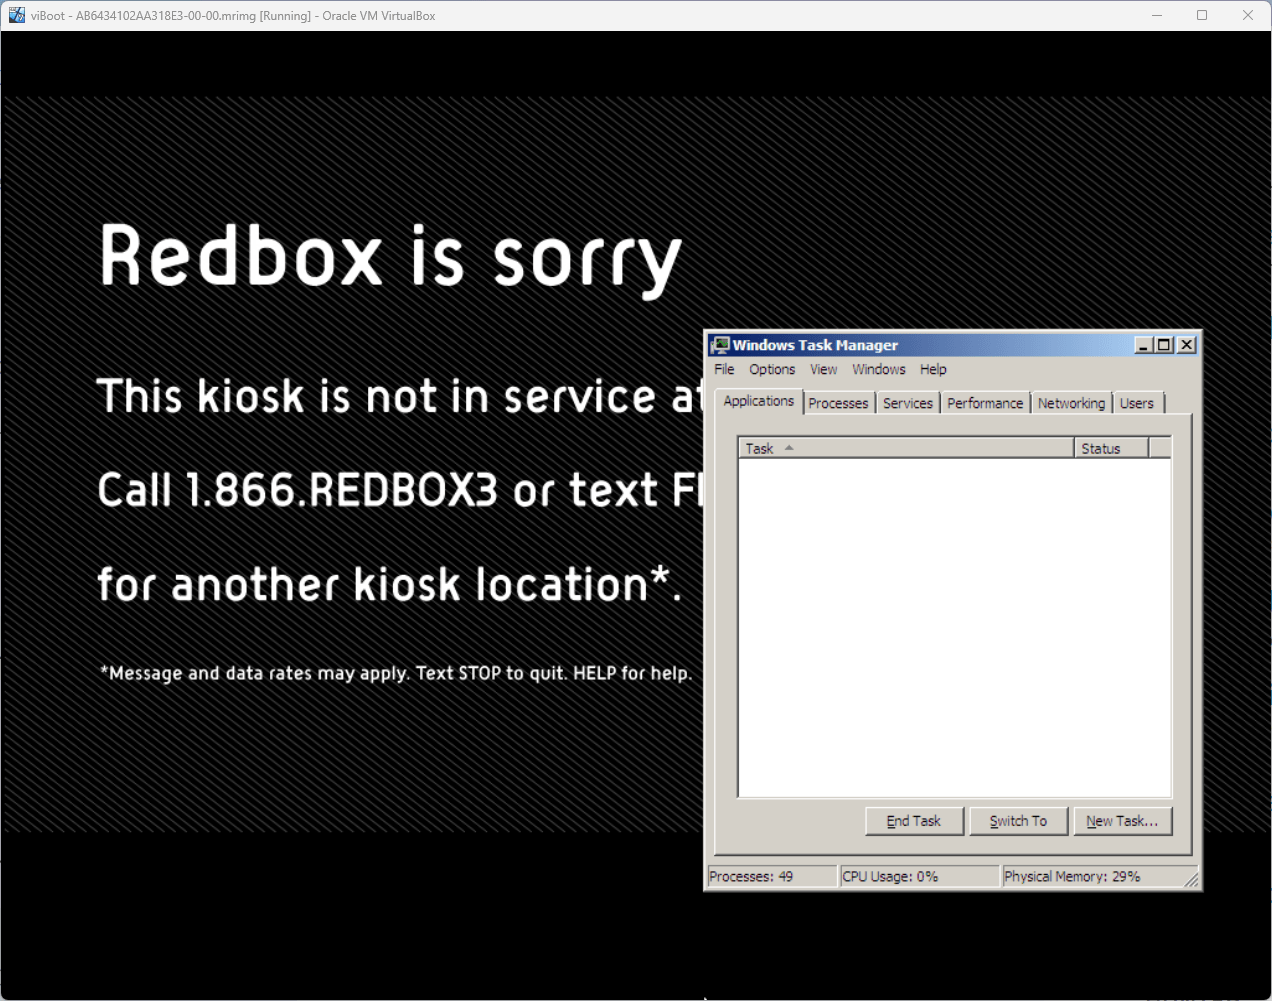 viBoot - AB6434102AA318E3-00-00.mrimg [Running] - Oracle VM VirtualBox
Redbox is sorry
This kiosk is not in service at
Call 1.866.REDBOX3 or text
for another kiosk location*.
*Message and data rates may apply. Text STOP to quit. HELP for help.
Windows Task Manager
File Options View Windows Help
Applications Processes Services Performance Networking Users
Task Status
End Task Switch To New Task...
Processes: 49 CPU Usage: 0% Physical Memory: 29%